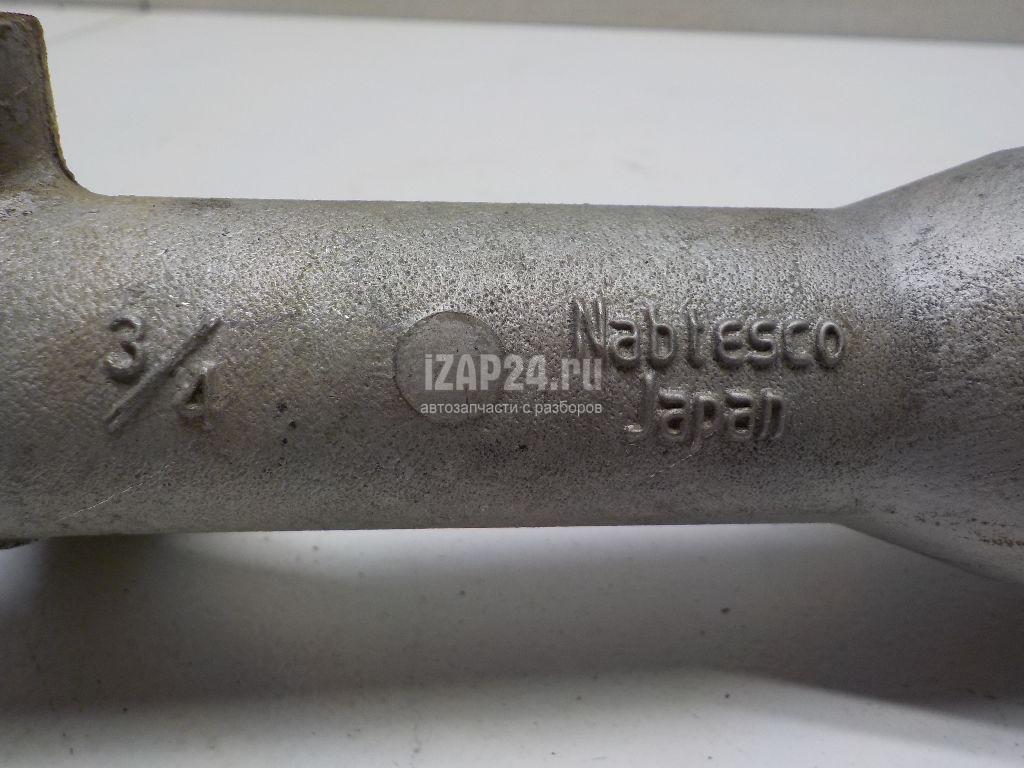 3/4
Nabtesco
Japan
iZAP24.ru
автозапчасти с разборов